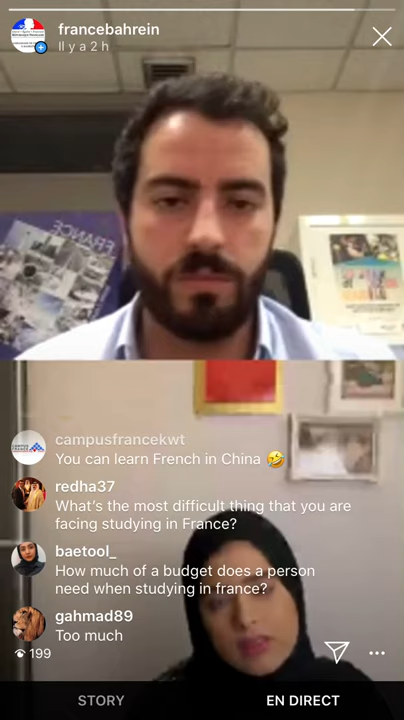 francebahrein
Il y a 2 h
FRANCE
campusfrancekwt
You can learn French in China 🤣
redha37
What's the most difficult thing that you are
facing studying in France?
baetool_
How much of a budget does a person
need when studying in france?
gahmad89
Too much
199
STORY
EN DIRECT